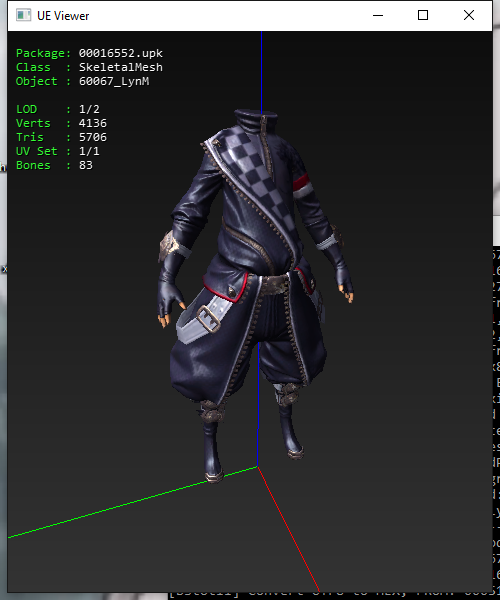 UE Viewer
Package: 00016552.upk
Class : SkeletalMesh
Object : 60067_LynM
LOD : 1/2
Verts : 4136
Tris : 5706
UV Set : 1/1
Bones : 83